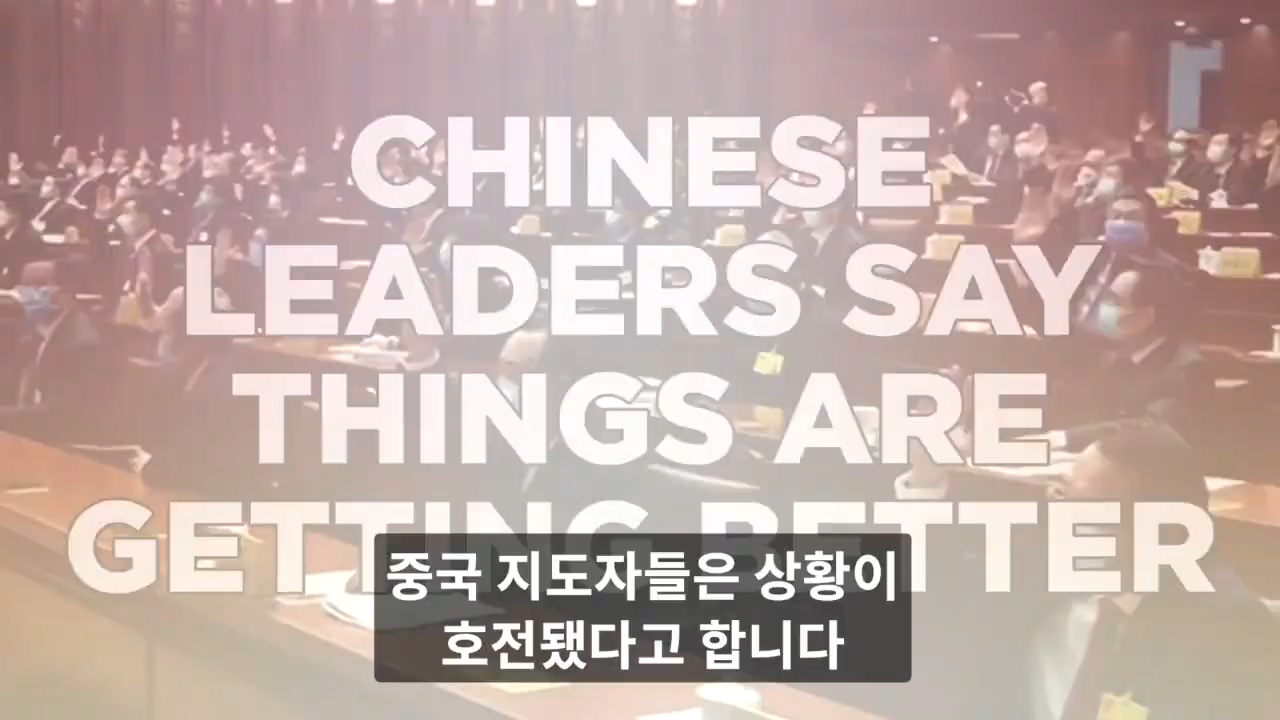 CHINESE
LEADERS SAY
THINGS ARE
GETTING BETTER
중국 지도자들은 상황이
호전됐다고 합니다